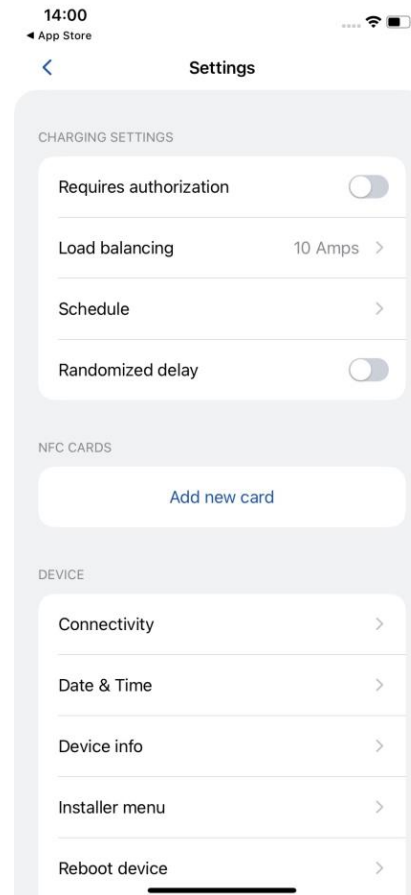 14:00
◀ App Store
Settings
CHARGING SETTINGS
Requires authorization
Load balancing 10 Amps
Schedule
Randomized delay
NFC CARDS
Add new card
DEVICE
Connectivity
Date & Time
Device info
Installer menu
Reboot device